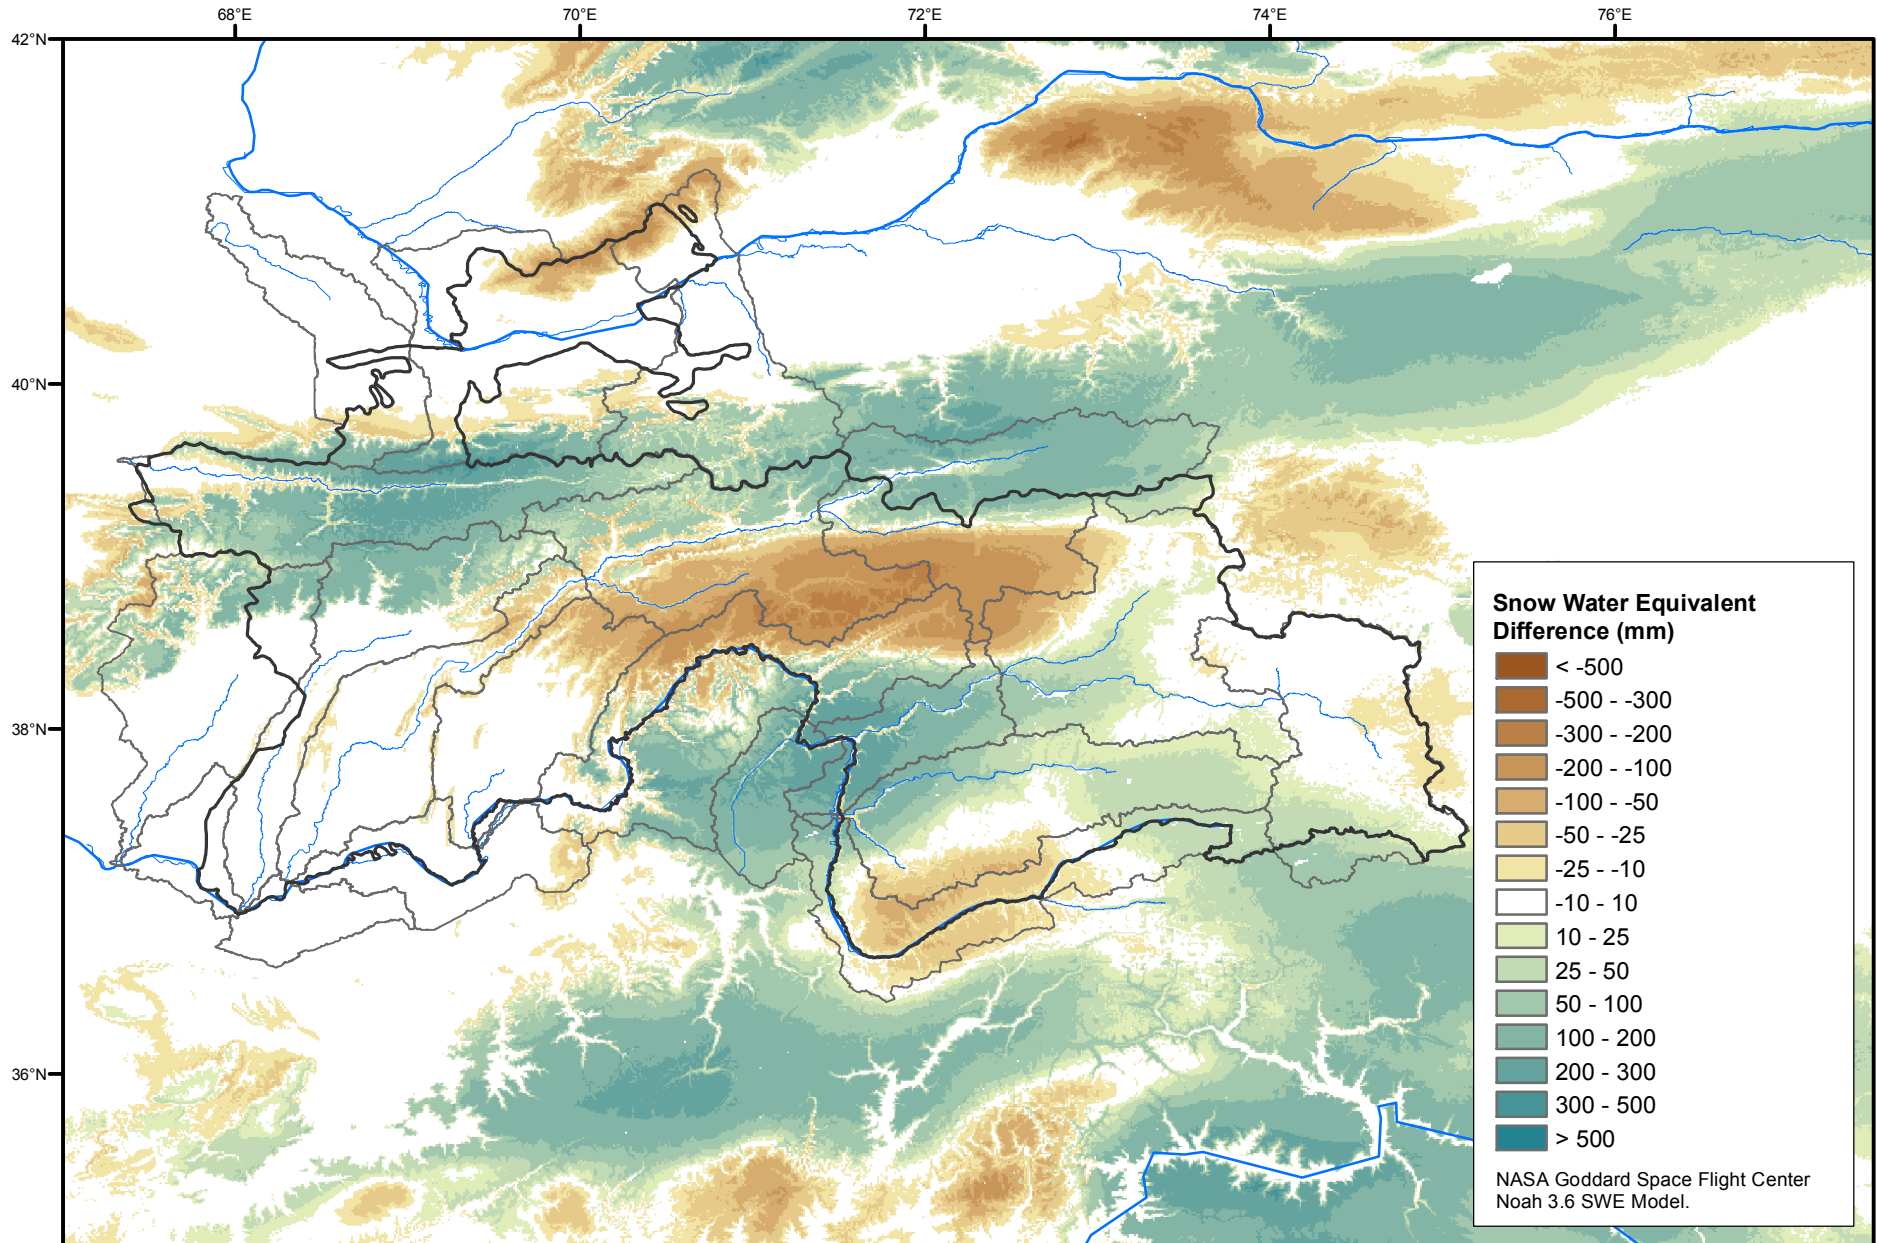 68°E 70°E 72°E 74°E 76°E
42°N
40°N
38°N
36°N
Snow Water Equivalent
Difference (mm)
< -500
-500 - -300
-300 - -200
-200 - -100
-100 - -50
-50 - -25
-25 - -10
-10 - 10
10 - 25
25 - 50
50 - 100
100 - 200
200 - 300
300 - 500
> 500
NASA Goddard Space Flight Center
Noah 3.6 SWE Model.